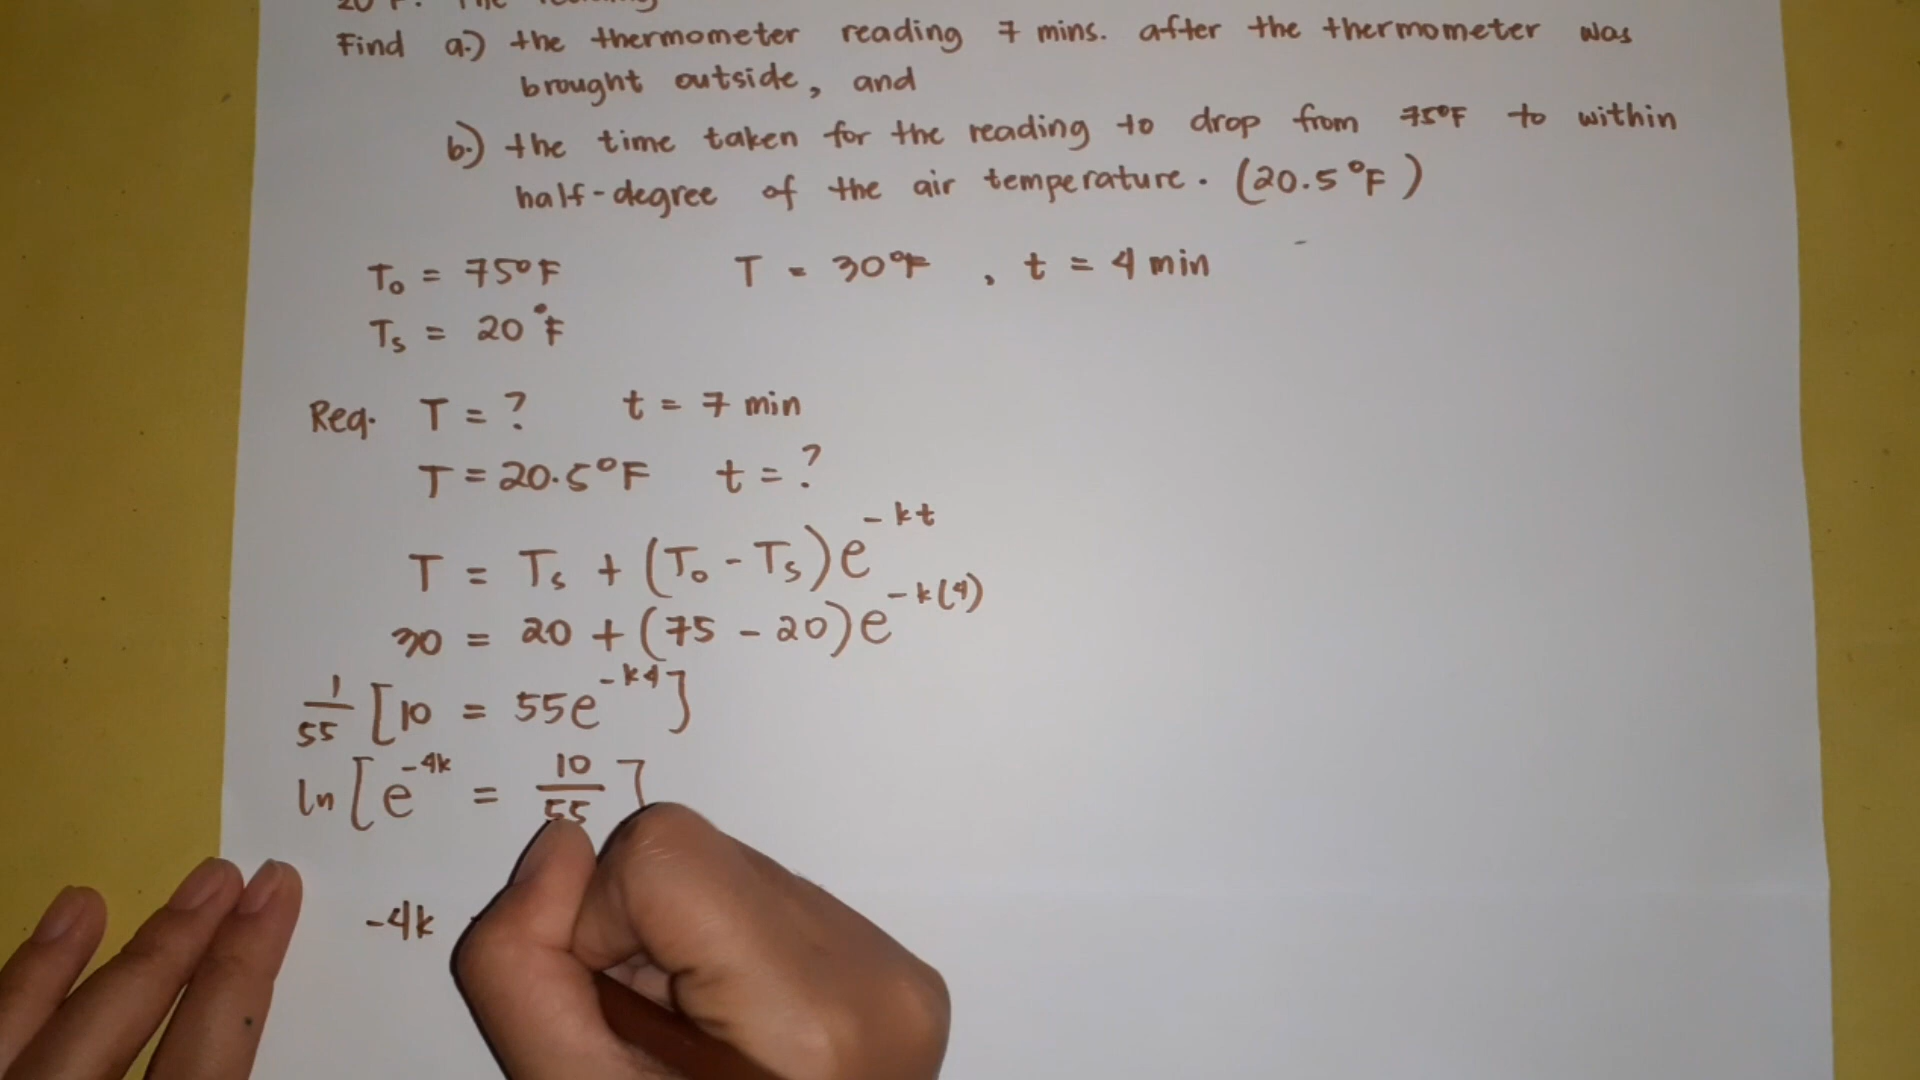 20°F. The reading
Find a.) the thermometer reading 7 mins. after the thermometer was
brought outside, and
b.) the time taken for the reading to drop from 75°F to within
half-degree of the air temperature. (20.5°F)
T₀ = 75°F T = 30°F, t = 4 min
Tₛ = 20°F
Req. T = ? t = 7 min
T = 20.5°F t = ?
T = Tₛ + (T₀ - Tₛ)e^-kt
30 = 20 + (75 - 20)e^-k(4)
1/55 [10 = 55e^-k4]
ln [e^-4k = 10/55]
-4k